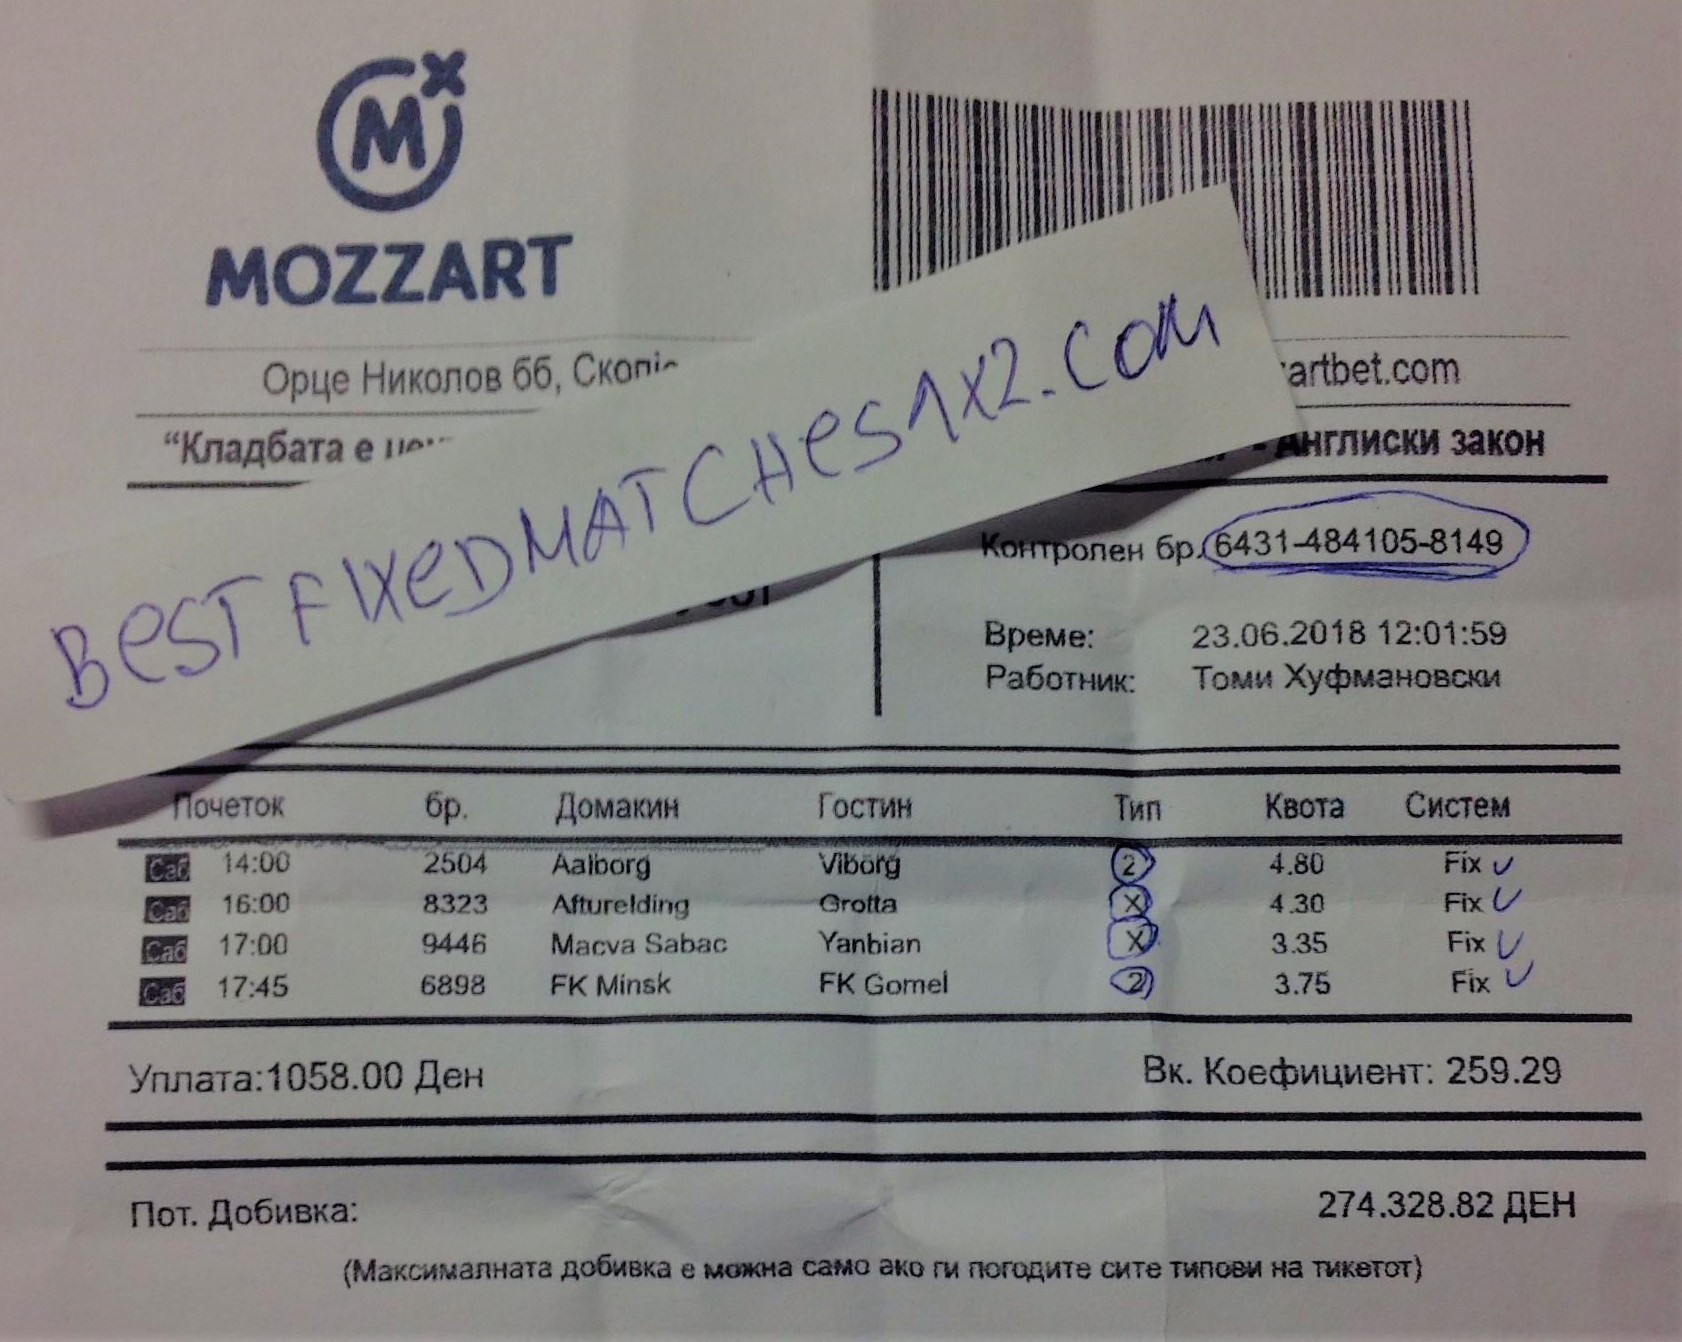 MX
MOZZART
Орце Николов бб,
artbet.com
“Кладбата е
- Англиски закон
BEST FIXEDMATCHES1X2.COM
Контролен бр. 6431-484105-8149
Време: 23.06.2018 12:01:59
Работник: Томи Хуфмановски
Почеток бр. Домакин Гостин Тип Квота Систем
Саб 14:00 2504 Aalborg Viborg 2 4.80 Fix
Саб 16:00 8323 Afturelding Grotta X 4.30 Fix
Саб 17:00 9446 Macva Sabac Yanbian X 3.35 Fix
Саб 17:45 6898 FK Minsk FK Gomel 2 3.75 Fix
Уплата:1058.00 Ден Вк. Коефициент: 259.29
Пот. Добивка: 274.328.82 ДЕН
(Максималната добивка е можна само ако ги погодите сите типови на тикетот)